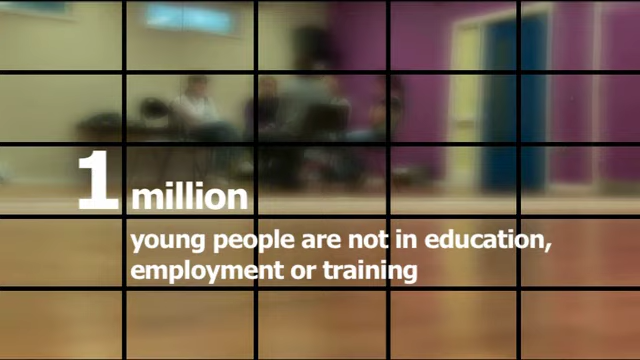 1 million
young people are not in education,
employment or training